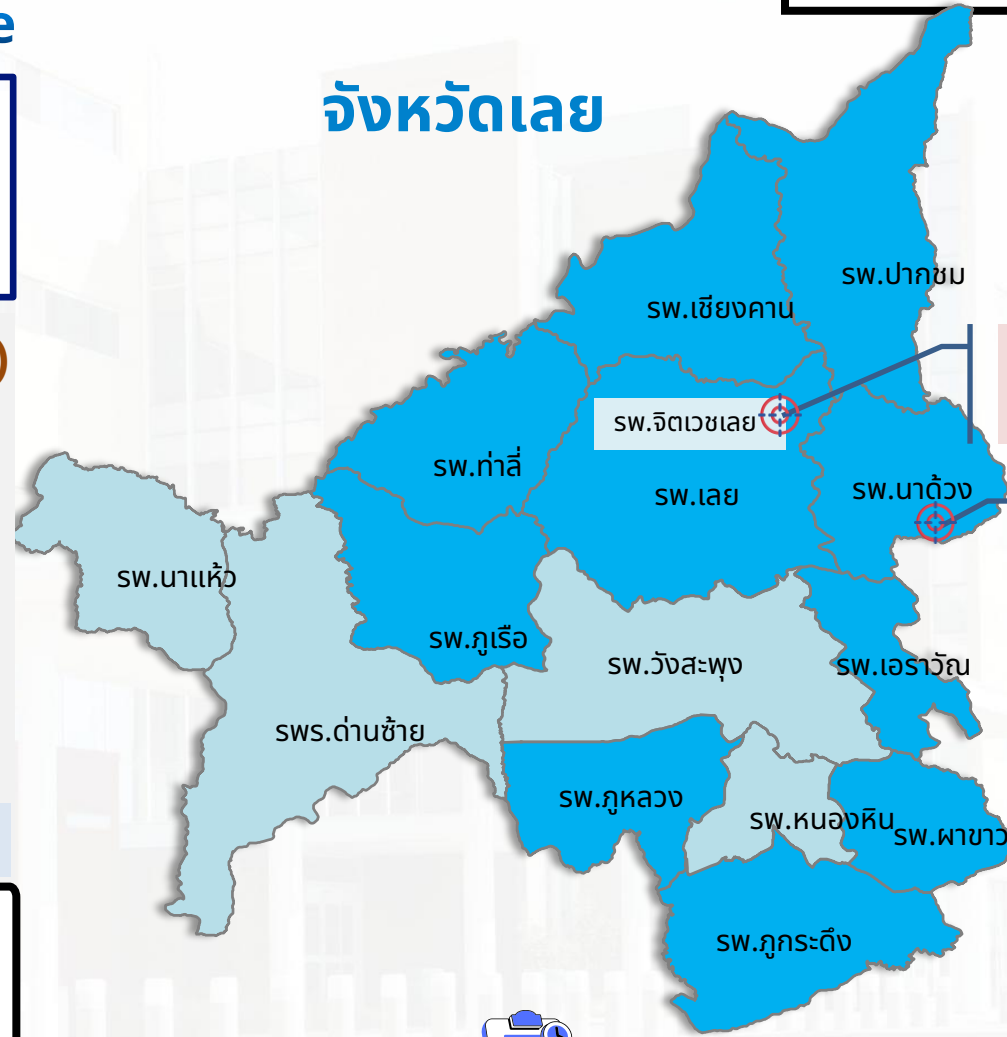 e
จังหวัดเลย
รพ.ปากชม
รพ.เชียงคาน
รพ.จิตเวชเลย
รพ.ท่าลี่
รพ.เลย
รพ.นาด้วง
รพ.นาแห้ว
รพ.ภูเรือ
รพ.วังสะพุง
รพ.เอราวัณ
รพร.ด่านซ้าย
รพ.ภูหลวง
รพ.หนองหิน
รพ.ผาขาว
รพ.ภูกระดึง